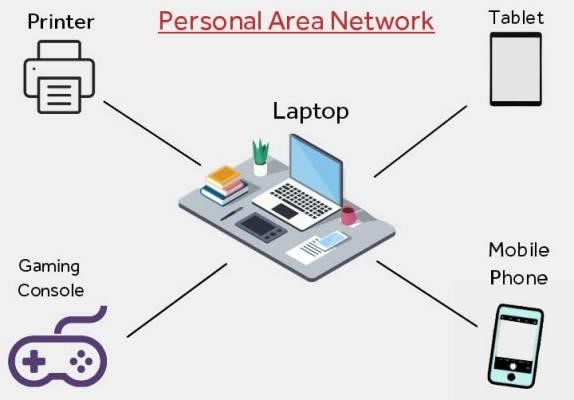 Personal Area Network
Printer
Tablet
Laptop
Gaming
Console
Mobile
Phone